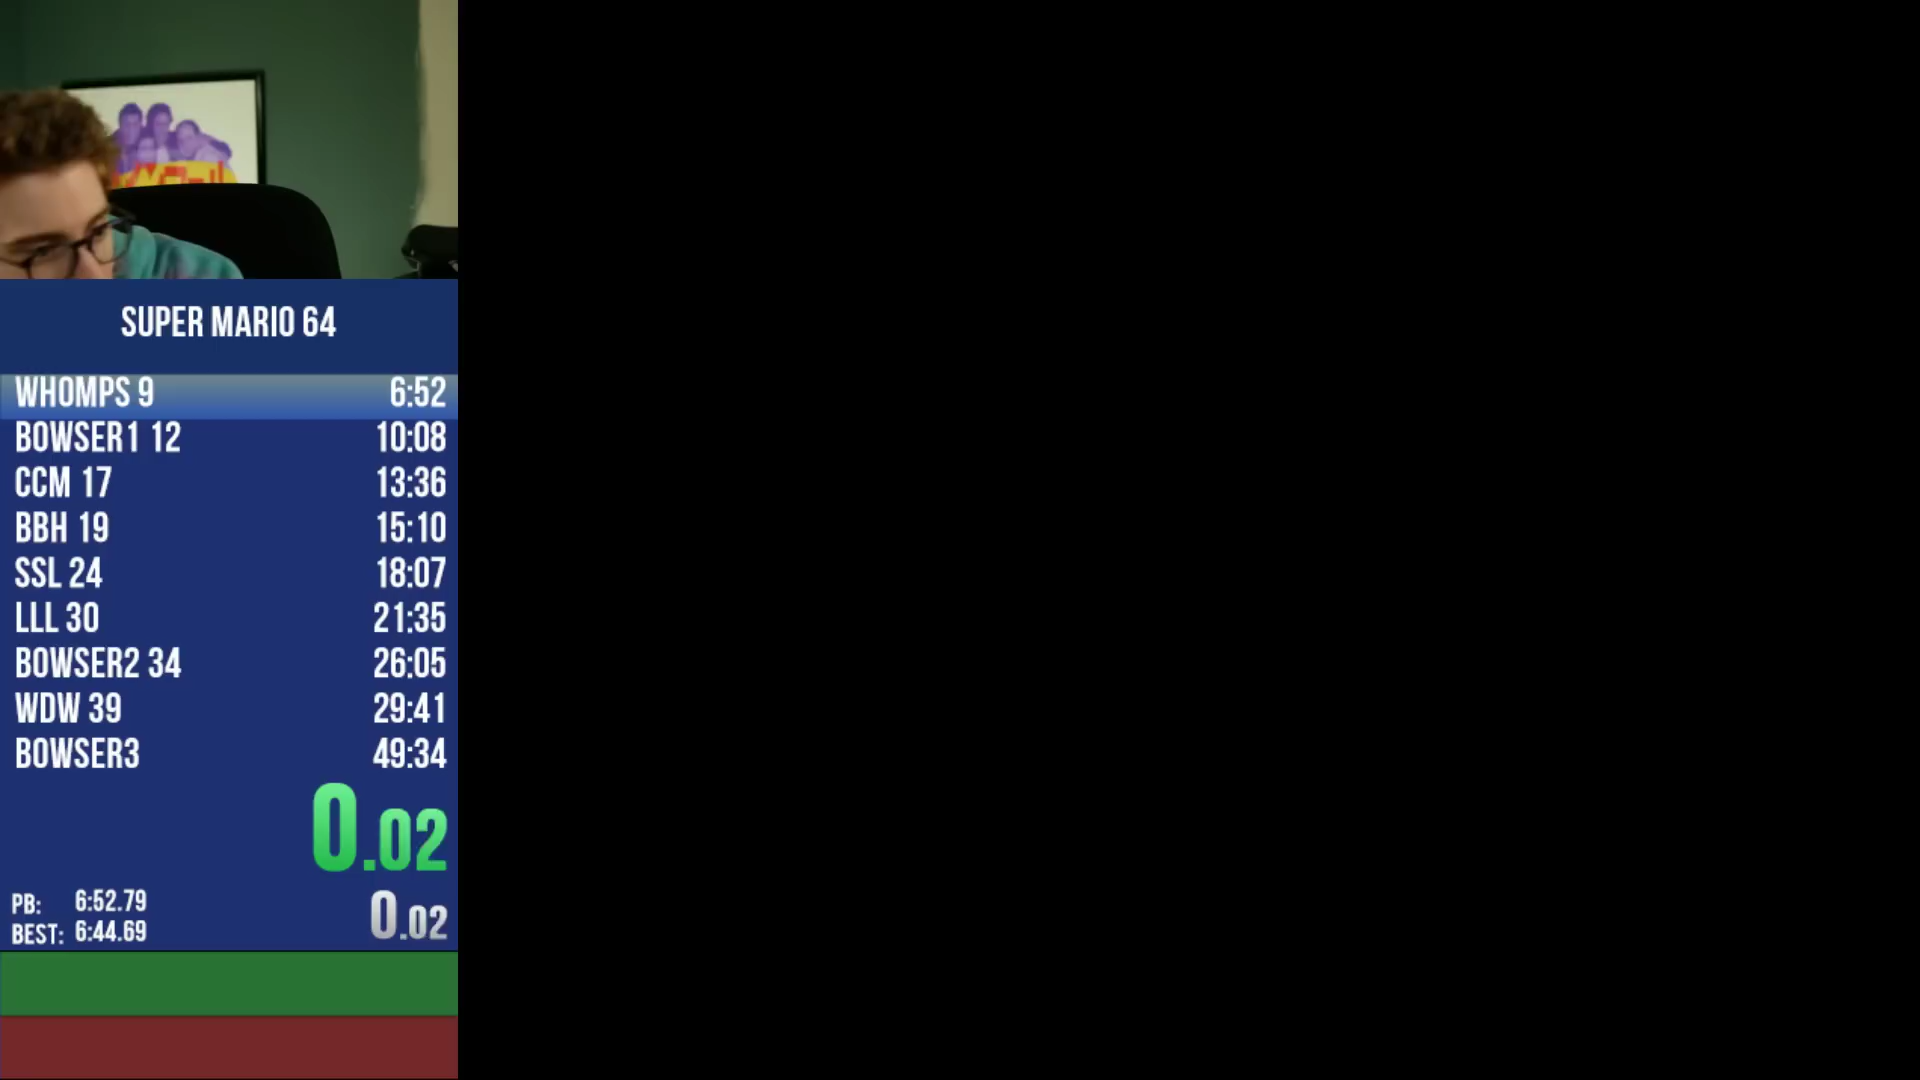 SUPER MARIO 64
WHOMPS 9 6:52
BOWSER1 12 10:08
CCM 17 13:36
BBH 19 15:10
SSL 24 18:07
LLL 30 21:35
BOWSER2 34 26:05
WDW 39 29:41
BOWSER3 49:34
0.02
PB: 6:52.79
BEST: 6:44.69
0.02